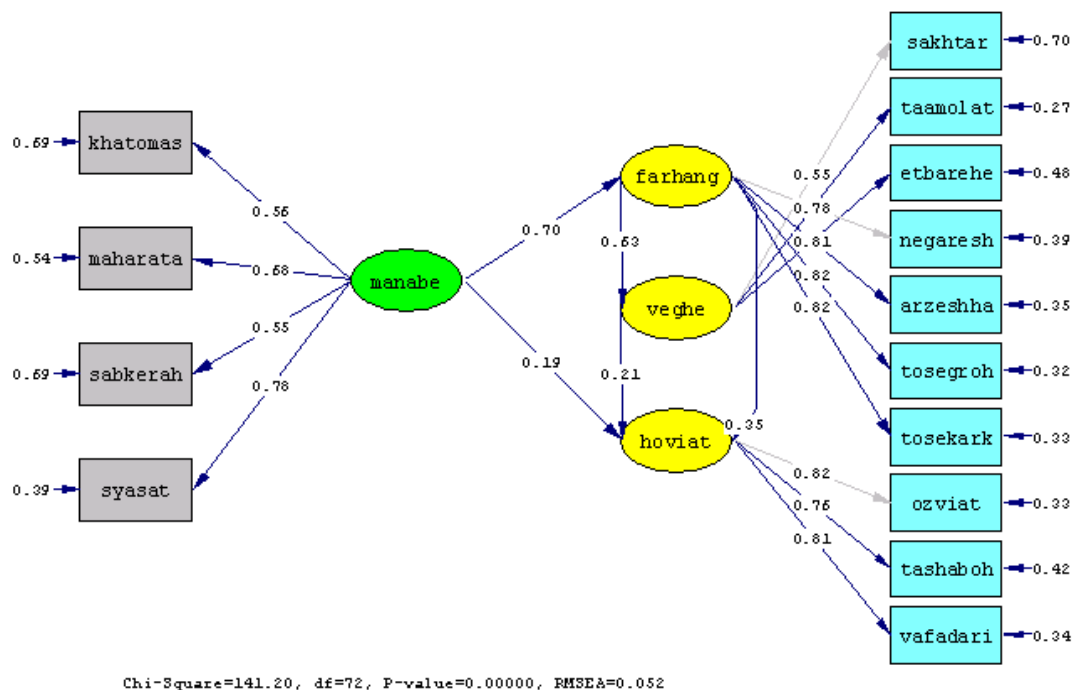 sakhtar
0.70
taamolat
0.27
0.69
khatomas
farhang
0.55
etbarehe
0.48
0.78
0.56
0.70
0.63
0.81
negaresh
0.39
0.54
maharata
0.68
manabe
0.82
0.82
arzeshha
0.35
veghe
0.55
0.19
0.21
tosegroh
0.32
0.69
sabkerah
0.78
0.35
tosekark
0.33
hoviat
0.82
0.39
syasat
0.76
ozviat
0.33
0.81
tashaboh
0.42
vafadari
0.34
Chi-Square=141.20, df=72, P-value=0.00000, RMSEA=0.052